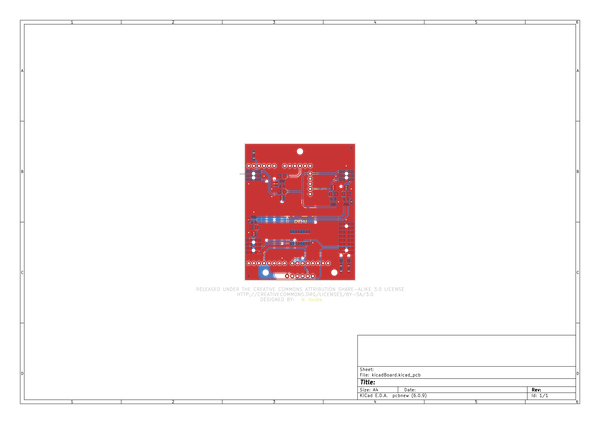 1 2 3 4 5 6
A A
B B
RELEASED UNDER THE CREATIVE COMMONS ATTRIBUTION SHARE-ALIKE 3.0 LICENSE
HTTP://CREATIVECOMMONS.ORG/LICENSES/BY-SA/3.0
DESIGNED BY:
C C
Sheet:
File: kicadBoard.kicad_pcb
D D
Title:
Size: A4 Date: Rev:
KiCad E.D.A. pcbnew (6.0.9) Id: 1/1
1 2 3 4 5 6